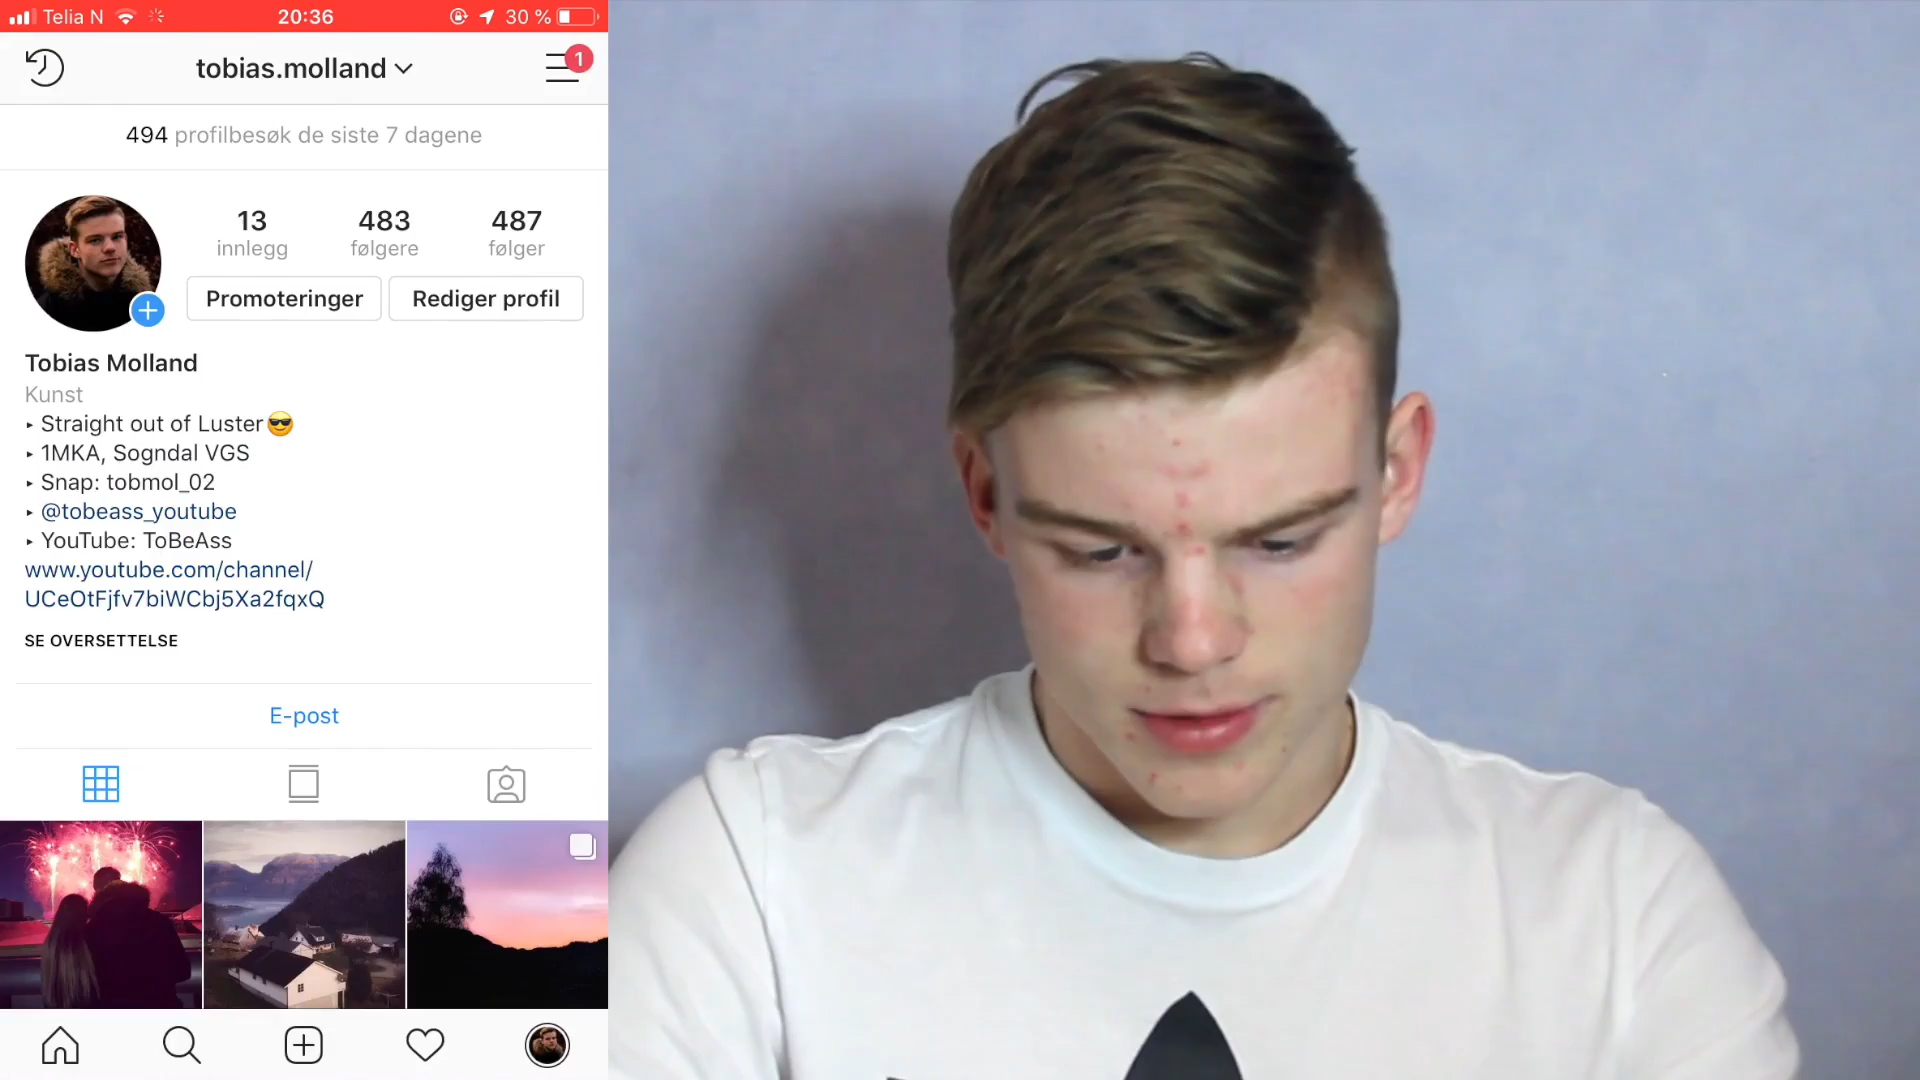 Telia N 20:36 30 %
tobias.molland 1
494 profilbesøk de siste 7 dagene
13 483 487
innlegg følgere følger
Promoteringer Rediger profil
Tobias Molland
Kunst
‣ Straight out of Luster😎
‣ 1MKA, Sogndal VGS
‣ Snap: tobmol_02
‣ @tobeass_youtube
‣ YouTube: ToBeAss
www.youtube.com/channel/
UCeOtFjfv7biWCbj5Xa2fqxQ
SE OVERSETTELSE
E-post